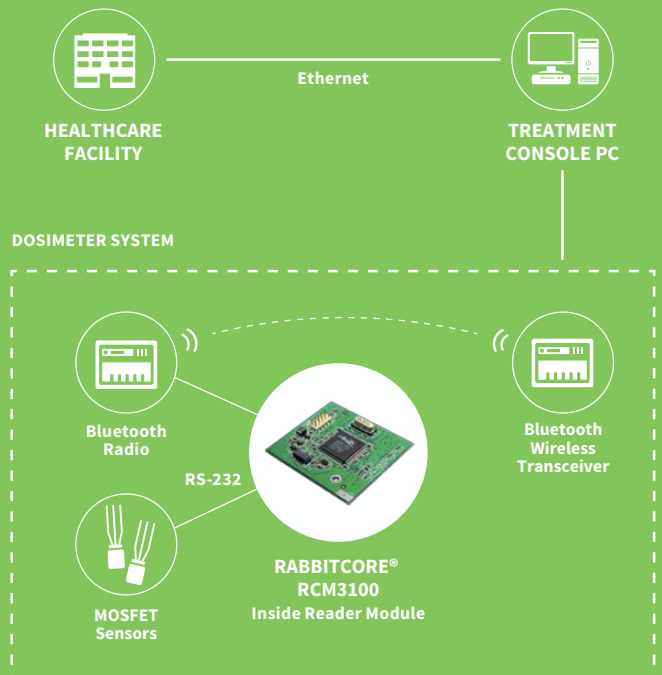 Ethernet
HEALTHCARE
FACILITY
TREATMENT
CONSOLE PC
DOSIMETER SYSTEM
Bluetooth
Radio
Bluetooth
Wireless
Transceiver
RS-232
RABBITCORE®
RCM3100
Inside Reader Module
MOSFET
Sensors